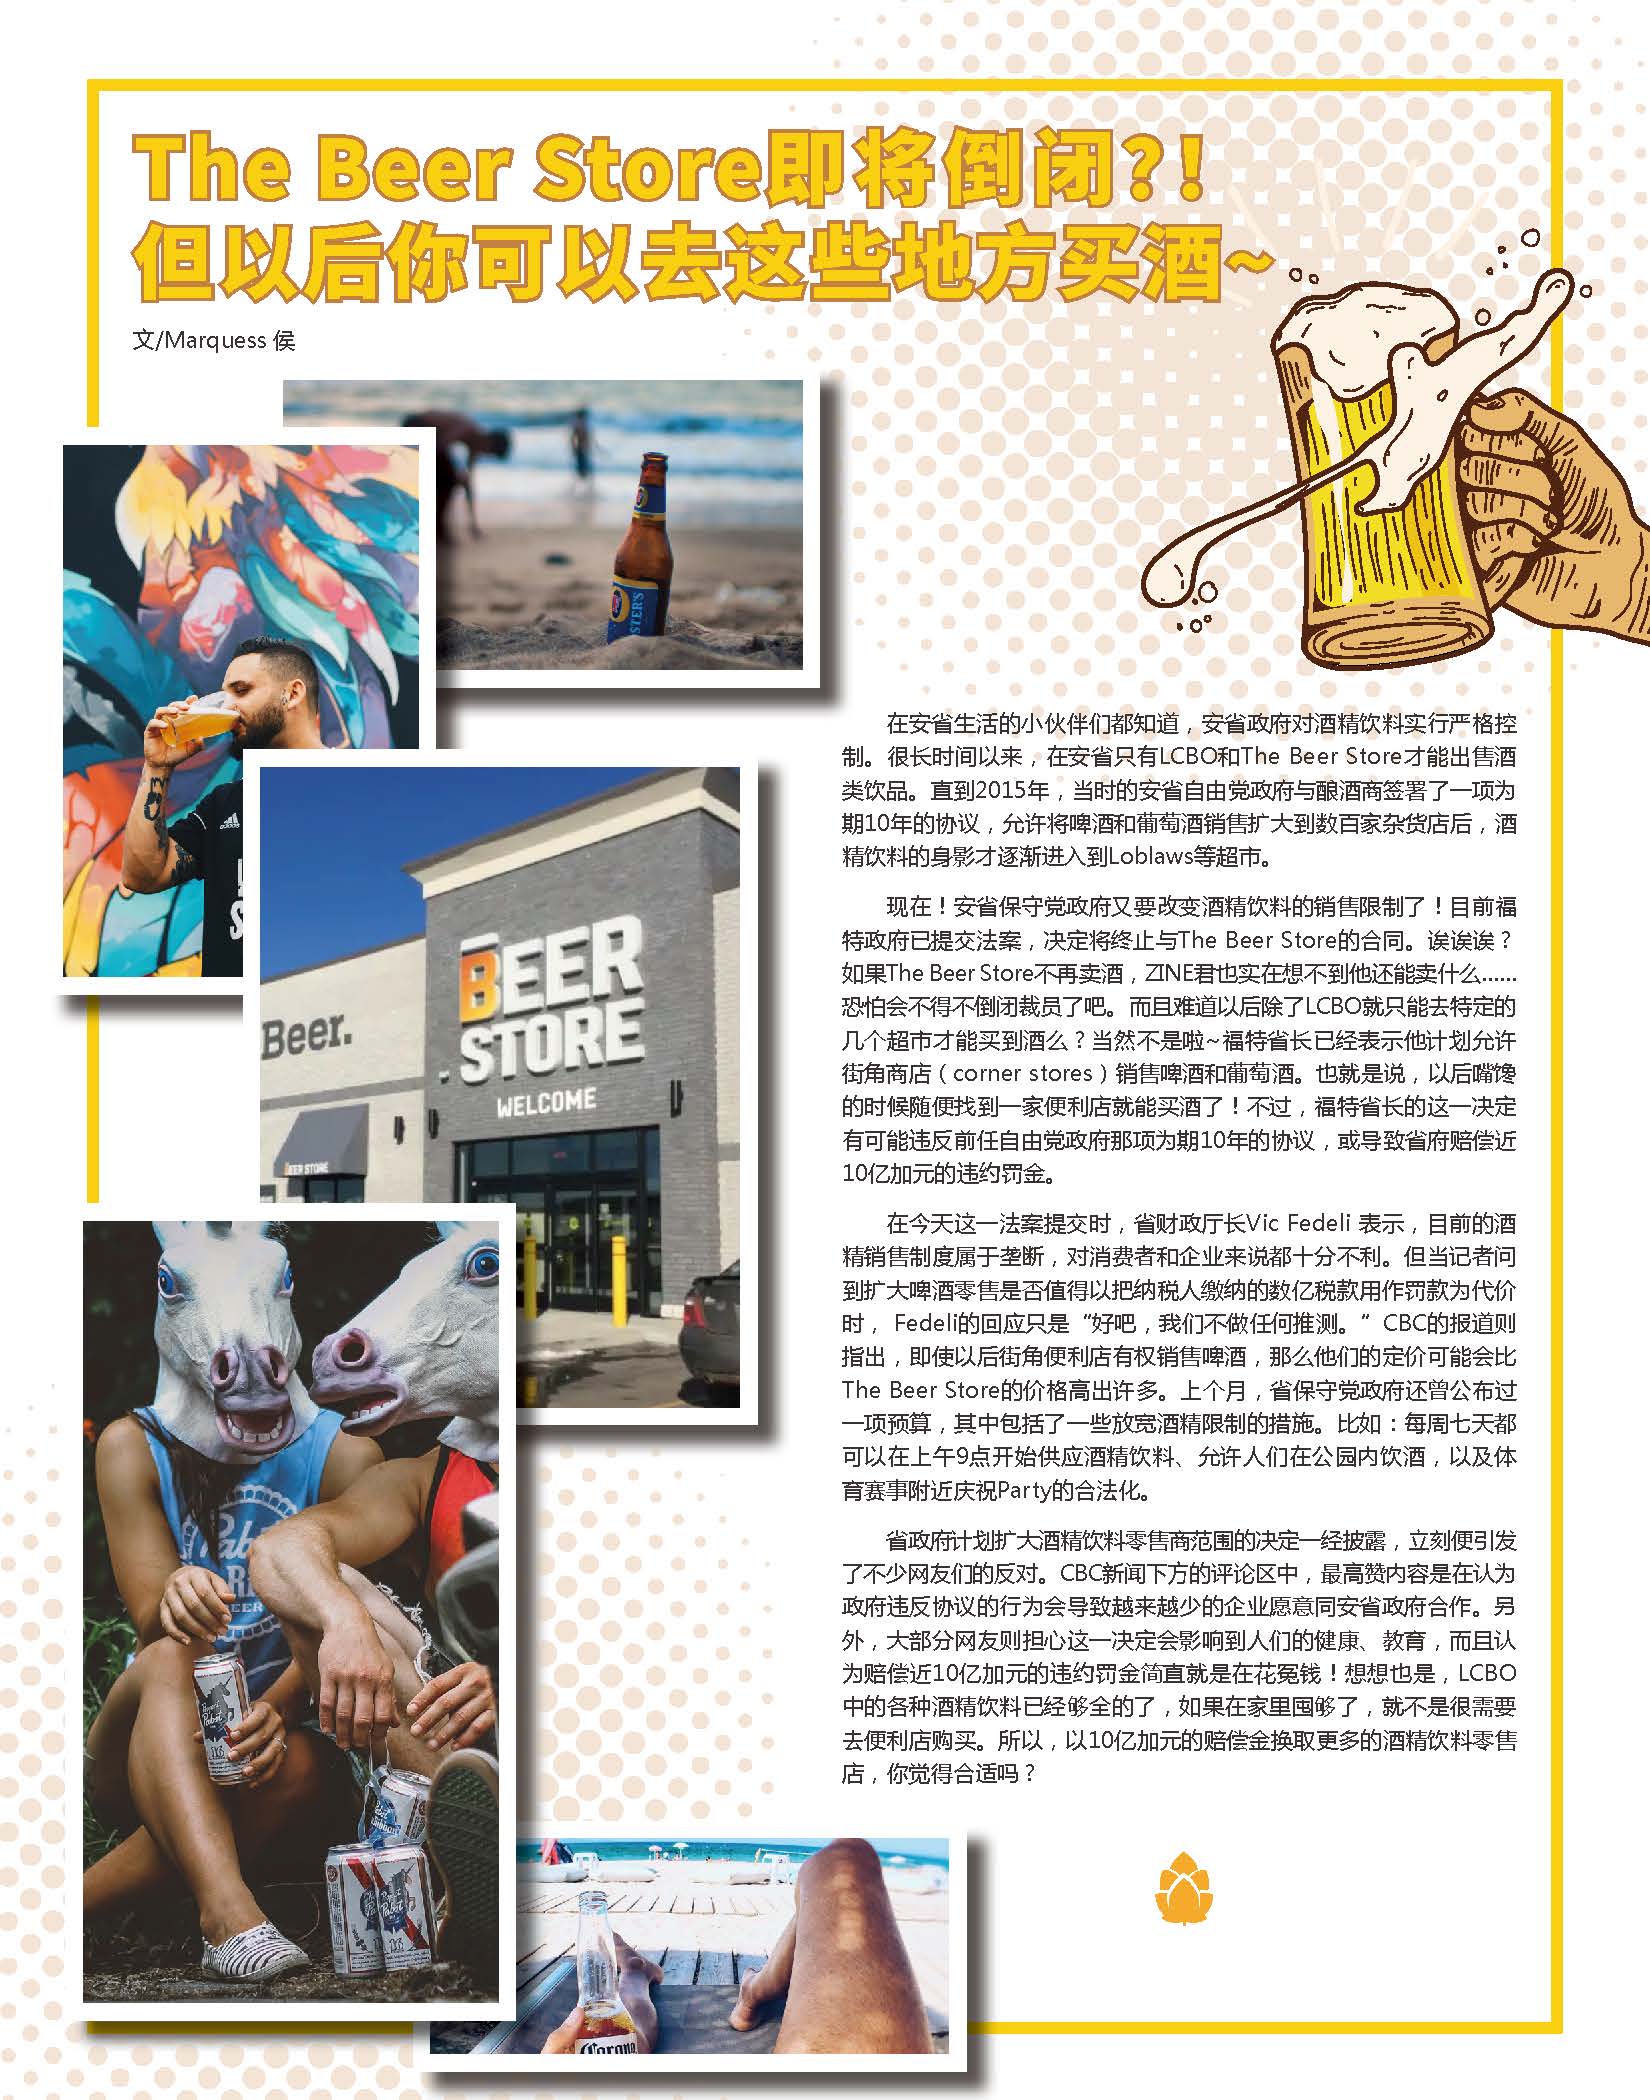 The Beer Store即将倒闭?!
但以后你可以去这些地方买酒~
文/Marquess 侯
在安省生活的小伙伴们都知道，安省政府对酒精饮料实行严格控
制。很长时间以来，在安省只有LCBO和The Beer Store才能出售酒
类饮品。直到2015年，当时的安省自由党政府与酿酒商签署了一项为
期10年的协议，允许将啤酒和葡萄酒销售扩大到数百家杂货店后，酒
精饮料的身影才逐渐进入到Loblaws等超市。
现在！安省保守党政府又要改变酒精饮料的销售限制了！目前福
特政府已提交法案，决定将终止与The Beer Store的合同。诶诶诶？
如果The Beer Store不再卖酒，ZINE君也实在想不到他还能卖什么……
恐怕会不得不倒闭裁员了吧。而且难道以后除了LCBO就只能去特定的
几个超市才能买到酒么？当然不是啦~福特省长已经表示他计划允许
街角商店（corner stores）销售啤酒和葡萄酒。也就是说，以后嘴馋
的时候随便找到一家便利店就能买酒了！不过，福特省长的这一决定
有可能违反前任自由党政府那项为期10年的协议，或导致省府赔偿近
10亿加元的违约罚金。
在今天这一法案提交时，省财政厅长Vic Fedeli 表示，目前的酒
精销售制度属于垄断，对消费者和企业来说都十分不利。但当记者问
到扩大啤酒零售是否值得以把纳税人缴纳的数亿税款用作罚款为代价
时， Fedeli的回应只是“好吧，我们不做任何推测。”CBC的报道则
指出，即使以后街角便利店有权销售啤酒，那么他们的定价可能会比
The Beer Store的价格高出许多。上个月，省保守党政府还曾公布过
一项预算，其中包括了一些放宽酒精限制的措施。比如：每周七天都
可以在上午9点开始供应酒精饮料、允许人们在公园内饮酒，以及体
育赛事附近庆祝Party的合法化。
省政府计划扩大酒精饮料零售商范围的决定一经披露，立刻便引发
了不少网友们的反对。CBC新闻下方的评论区中，最高赞内容是在认为
政府违反协议的行为会导致越来越少的企业愿意同安省政府合作。另
外，大部分网友则担心这一决定会影响到人们的健康、教育，而且认
为赔偿近10亿加元的违约罚金简直就是在花冤钱！想想也是，LCBO
中的各种酒精饮料已经够全的了，如果在家里囤够了，就不是很需要
去便利店购买。所以，以10亿加元的赔偿金换取更多的酒精饮料零售
店，你觉得合适吗？
STER'S
adidas
Beer.
BEER
STORE
WELCOME
BEER STORE
EER
Pabst
Corona